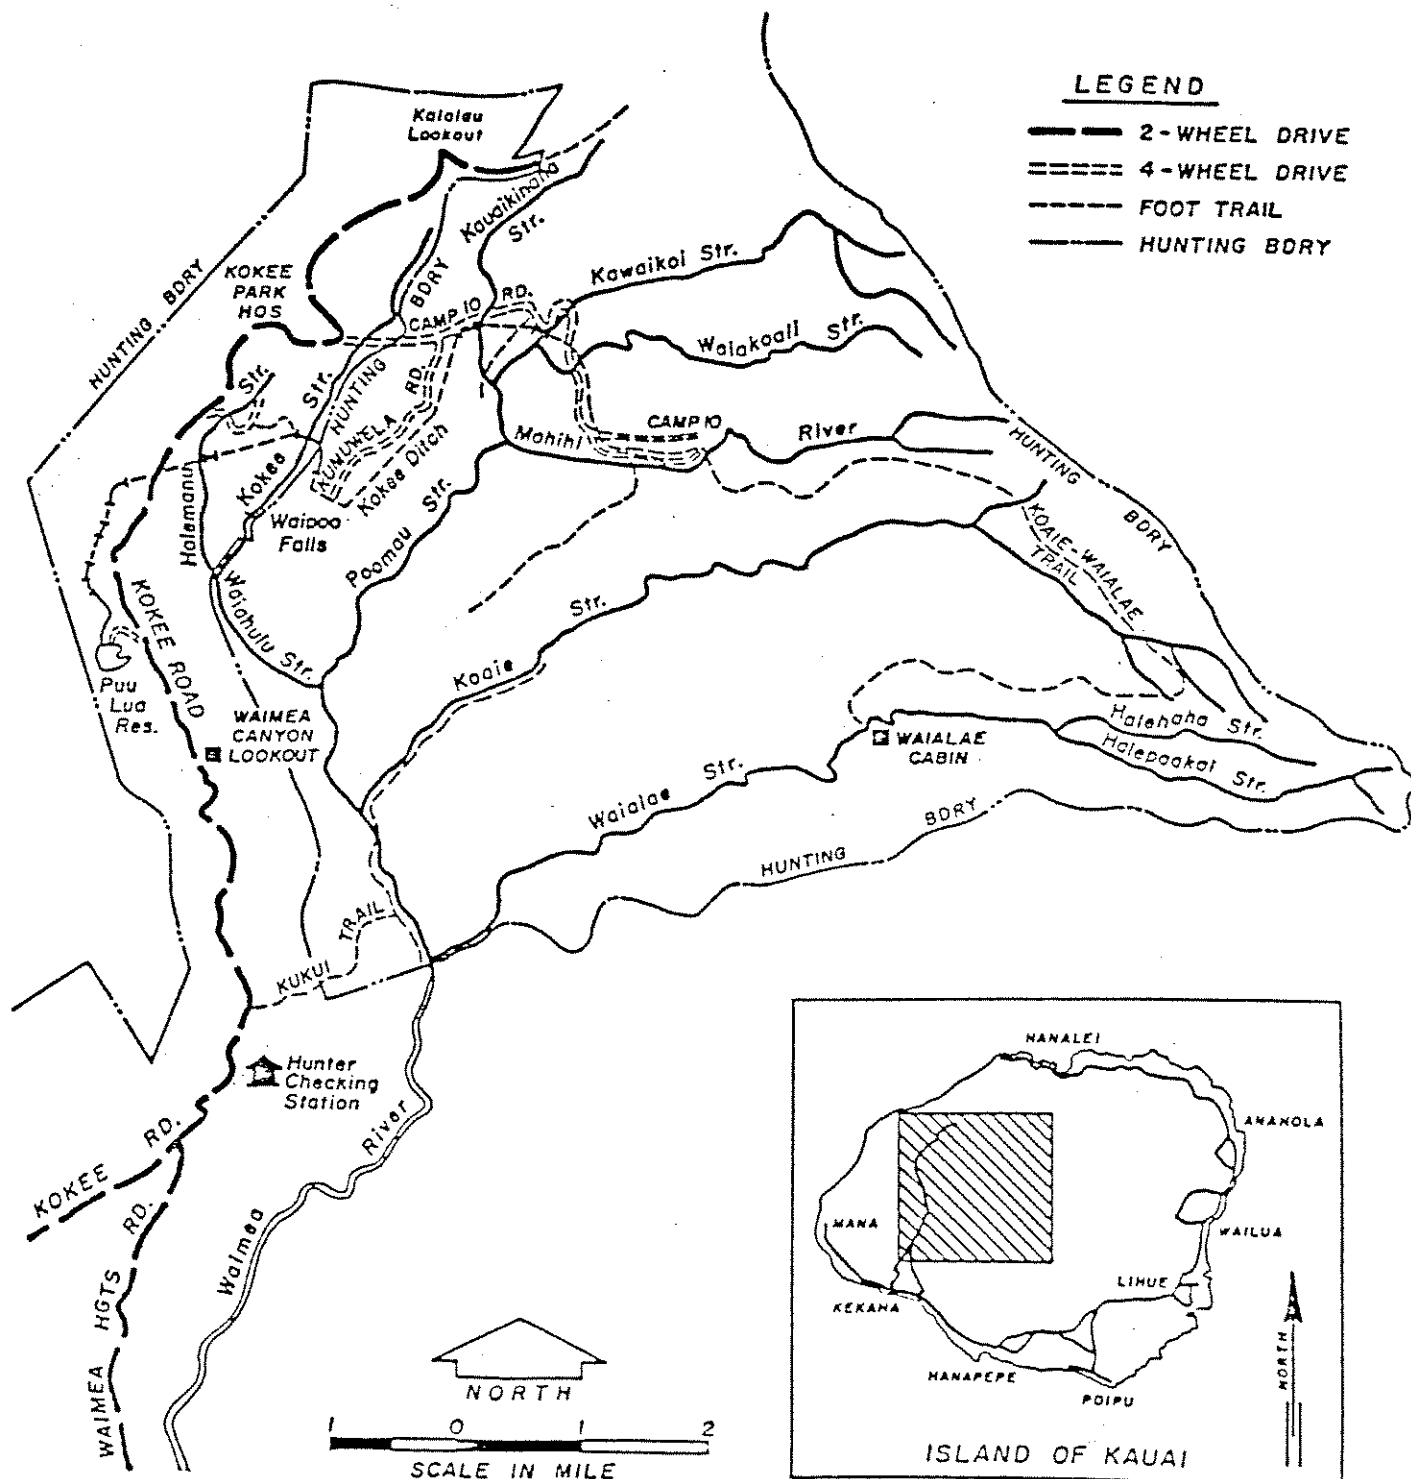 LEGEND
2-WHEEL DRIVE
4-WHEEL DRIVE
FOOT TRAIL
HUNTING BDRY
Kalalau
Lookout
HUNTING BDRY
KOKEE
PARK
HQS
Kauaikinana
Str.
BDRY
HUNTING
CAMP 10
RD.
Kawaikoi Str.
Waiakoali Str.
Str.
Halemanu
Kokee
Str.
KUMUWELA
RD.
Kokee Ditch
Waipoo
Falls
CAMP 10
Mohihi
River
HUNTING
BDRY
Poomau Str.
Waiahulu Str.
KOKEE ROAD
Puu
Lua
Res.
WAIMEA
CANYON
LOOKOUT
Koaie
Str.
KOAIE-WAIALAE
TRAIL
Halehaha Str.
Halepaakai Str.
WAIALAE
CABIN
Waialae Str.
HUNTING
BDRY
KUKUI
TRAIL
Hunter
Checking
Station
KOKEE
RD.
WAIMEA
HGTS
RD.
Waimea
River
NORTH
1 0 1 2
SCALE IN MILE
HANALEI
ANAHOLA
WAILUA
LIHUE
MANA
KEKAHA
HANAPEPE
POIPU
NORTH
ISLAND OF KAUAI